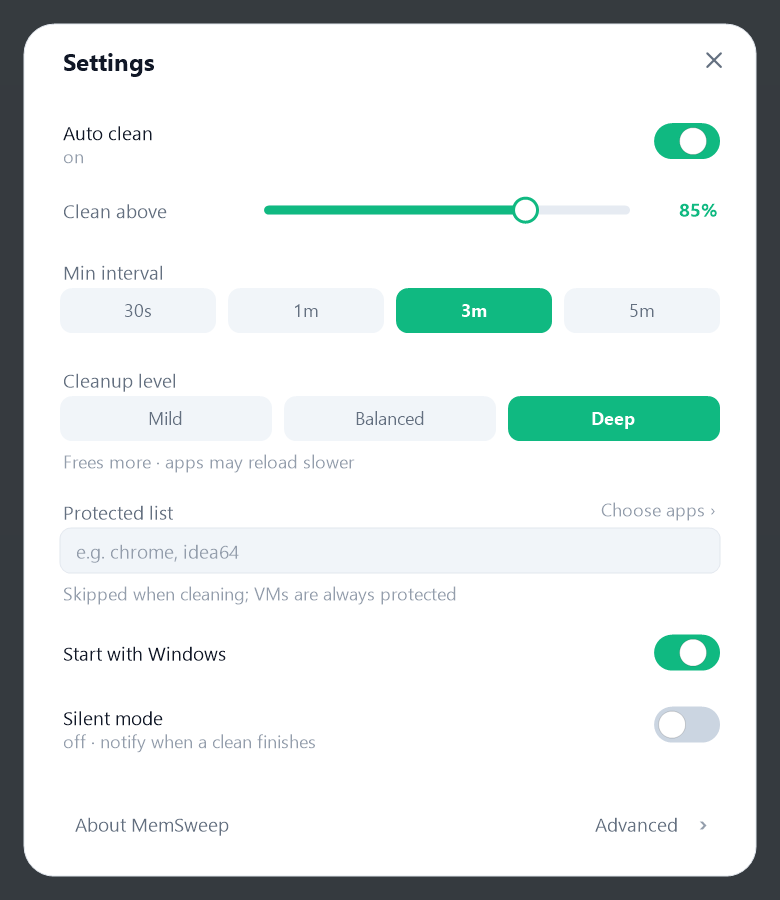 Settings
Auto clean
on
Clean above 85%
Min interval
30s 1m 3m 5m
Cleanup level
Mild Balanced Deep
Frees more · apps may reload slower
Protected list Choose apps ›
e.g. chrome, idea64
Skipped when cleaning; VMs are always protected
Start with Windows
Silent mode
off · notify when a clean finishes
About MemSweep Advanced ›